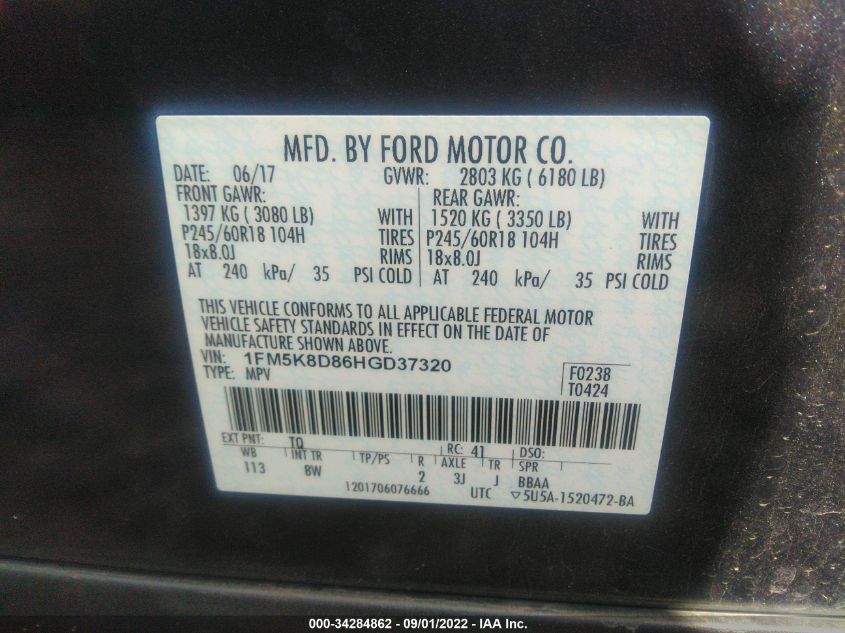 MFD. BY FORD MOTOR CO.
DATE: 06/17 GVWR: 2803 KG ( 6180 LB)
FRONT GAWR: REAR GAWR:
1397 KG ( 3080 LB) WITH 1520 KG ( 3350 LB) WITH
P245/60R18 104H TIRES P245/60R18 104H TIRES
18x8.0J RIMS 18x8.0J RIMS
AT 240 kPa/ 35 PSI COLD AT 240 kPa/ 35 PSI COLD
THIS VEHICLE CONFORMS TO ALL APPLICABLE FEDERAL MOTOR
VEHICLE SAFETY STANDARDS IN EFFECT ON THE DATE OF
MANUFACTURE SHOWN ABOVE.
VIN: 1FM5K8D86HGD37320 F0238
TYPE: MPV T0424
EXT PNT: TQ RC: 41 DSO:
WB INT TR TP/PS R AXLE TR SPR
113 8W 2 3J J BBAA
1201706076666 UTC ▽5U5A-1520472-BA
000-34284862 - 09/01/2022 - IAA Inc.